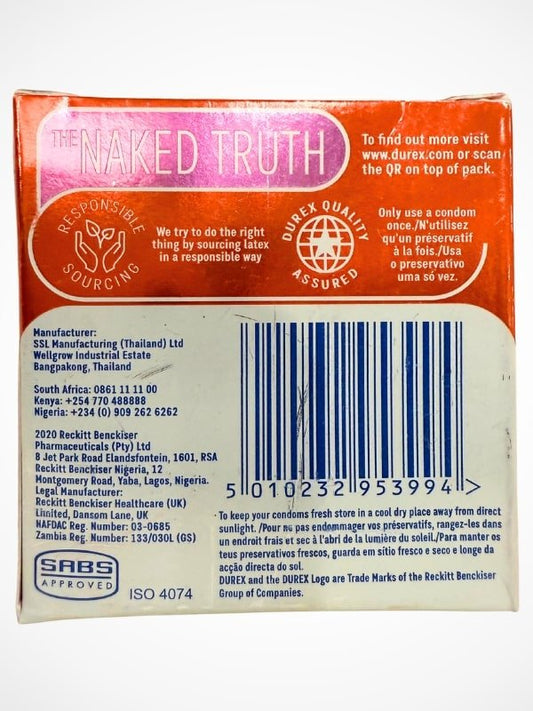 THE NAKED TRUTH
To find out more visit
www.durex.com or scan
the QR on top of pack.
RESPONSIBLE
SOURCING
We try to do the right
thing by sourcing latex
in a responsible way
DUREX QUALITY
ASSURED
Only use a condom
once./N'utilisez
qu'un préservatif
à la fois./Usa
o preservativo
uma só vez.
Manufacturer:
SSL Manufacturing (Thailand) Ltd
Wellgrow Industrial Estate
Bangpakong, Thailand
South Africa: 0861 11 11 00
Kenya: +254 770 488888
Nigeria: +234 (0) 909 262 6262
2020 Reckitt Benckiser
Pharmaceuticals (Pty) Ltd
8 Jet Park Road Elandsfontein, 1601, RSA
Reckitt Benckiser Nigeria, 12
Montgomery Road, Yaba, Lagos, Nigeria.
Legal Manufacturer:
Reckitt Benckiser Healthcare (UK)
Limited, Dansom Lane, UK
NAFDAC Reg. Number: 03-0685
Zambia Reg. Number: 133/030L (GS)
SABS
APPROVED
ISO 4074
5 010232 953994 >
To keep your condoms fresh store in a cool dry place away from direct
sunlight. /Pour ne pas endommager vos préservatifs, rangez-les dans
un endroit frais et sec à l'abri de la lumière du soleil./Para manter os
teus preservativos frescos, guarda em sítio fresco e seco e longe da
acção direta do sol.
DUREX and the DUREX Logo are Trade Marks of the Reckitt Benckiser
Group of Companies.